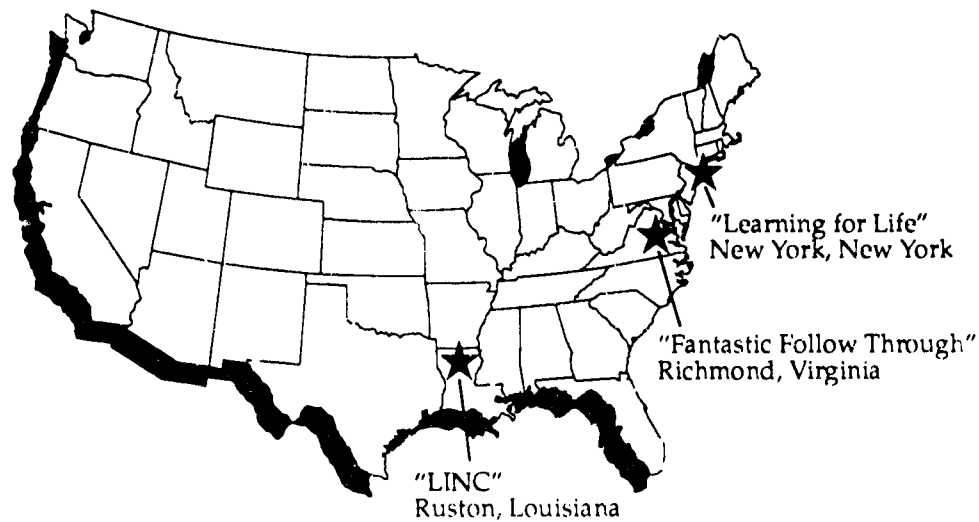 "Learning for Life"
New York, New York
"Fantastic Follow Through"
Richmond, Virginia
"LINC"
Ruston, Louisiana